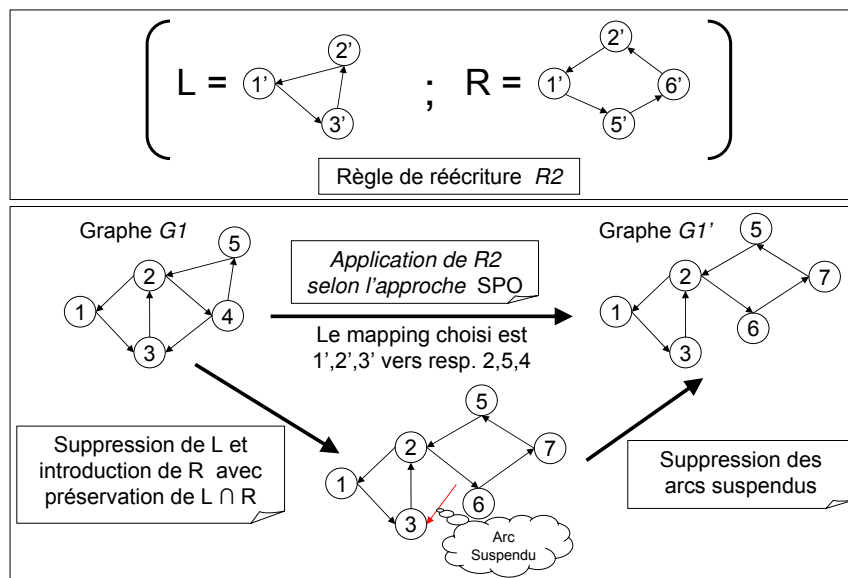 L = 1' 2' 3' ; R = 1' 2' 6' 5'
Règle de réécriture R2
Graphe G1
1 2 3 4 5
Application de R2
selon l'approche SPO
Le mapping choisi est
1',2',3' vers resp. 2,5,4
Graphe G1'
1 2 3 5 6 7
Suppression de L et
introduction de R avec
préservation de L ∩ R
1 2 3 5 6 7
Arc
Suspendu
Suppression des
arcs suspendus